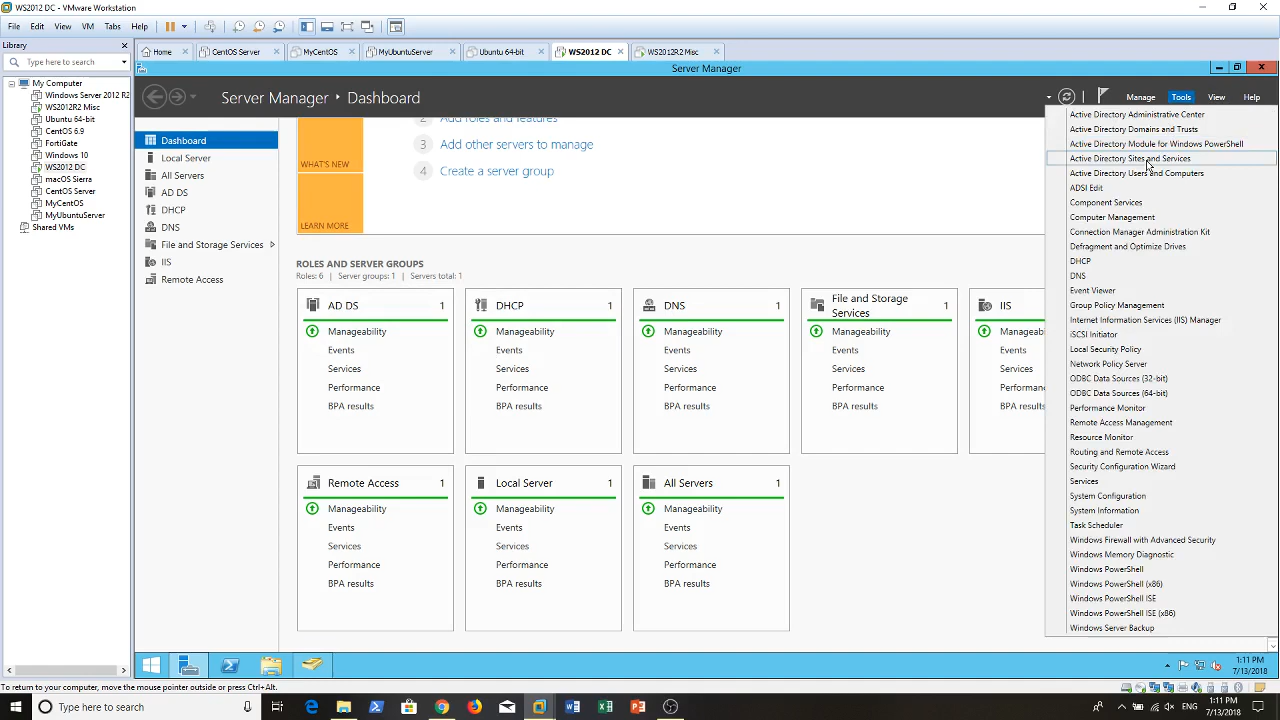 WS2012 DC - VMware Workstation
File Edit View VM Tabs Help
Library
Type here to search
My Computer
Windows Server 2012 R2
WS2012R2 Misc
Ubuntu 64-bit
CentOS 6.9
FortiGate
Windows 10
WS2012 DC
macOS Sierra
CentOS Server
MyCentOS
MyUbuntuServer
Shared VMs
Home CentOS Server MyCentOS MyUbuntuServer Ubuntu 64-bit WS2012 DC WS2012R2 Misc
Server Manager
Server Manager Dashboard
Manage Tools View Help
Dashboard
Local Server
All Servers
AD DS
DHCP
DNS
File and Storage Services
IIS
Remote Access
WHAT'S NEW
LEARN MORE
2 Add roles and features
3 Add other servers to manage
4 Create a server group
ROLES AND SERVER GROUPS
Roles: 6 | Server groups: 1 | Servers total: 1
AD DS 1
Manageability
Events
Services
Performance
BPA results
DHCP 1
Manageability
Events
Services
Performance
BPA results
DNS 1
Manageability
Events
Services
Performance
BPA results
File and Storage 1
Services
Manageability
Events
Services
Performance
BPA results
IIS
Manageab
Events
Services
Performance
BPA results
Remote Access 1
Manageability
Events
Services
Performance
BPA results
Local Server 1
Manageability
Events
Services
Performance
BPA results
All Servers 1
Manageability
Events
Services
Performance
BPA results
Active Directory Administrative Center
Active Directory Domains and Trusts
Active Directory Module for Windows PowerShell
Active Directory Sites and Services
Active Directory Users and Computers
ADSI Edit
Component Services
Computer Management
Connection Manager Administration Kit
Defragment and Optimize Drives
DHCP
DNS
Event Viewer
Group Policy Management
Internet Information Services (IIS) Manager
iSCSI Initiator
Local Security Policy
Network Policy Server
ODBC Data Sources (32-bit)
ODBC Data Sources (64-bit)
Performance Monitor
Remote Access Management
Resource Monitor
Routing and Remote Access
Security Configuration Wizard
Services
System Configuration
System Information
Task Scheduler
Windows Firewall with Advanced Security
Windows Memory Diagnostic
Windows PowerShell
Windows PowerShell (x86)
Windows PowerShell ISE
Windows PowerShell ISE (x86)
Windows Server Backup
1:11 PM
7/13/2018
To return to your computer, move the mouse pointer outside or press Ctrl+Alt.
Type here to search
ENG
1:11 PM
7/13/2018